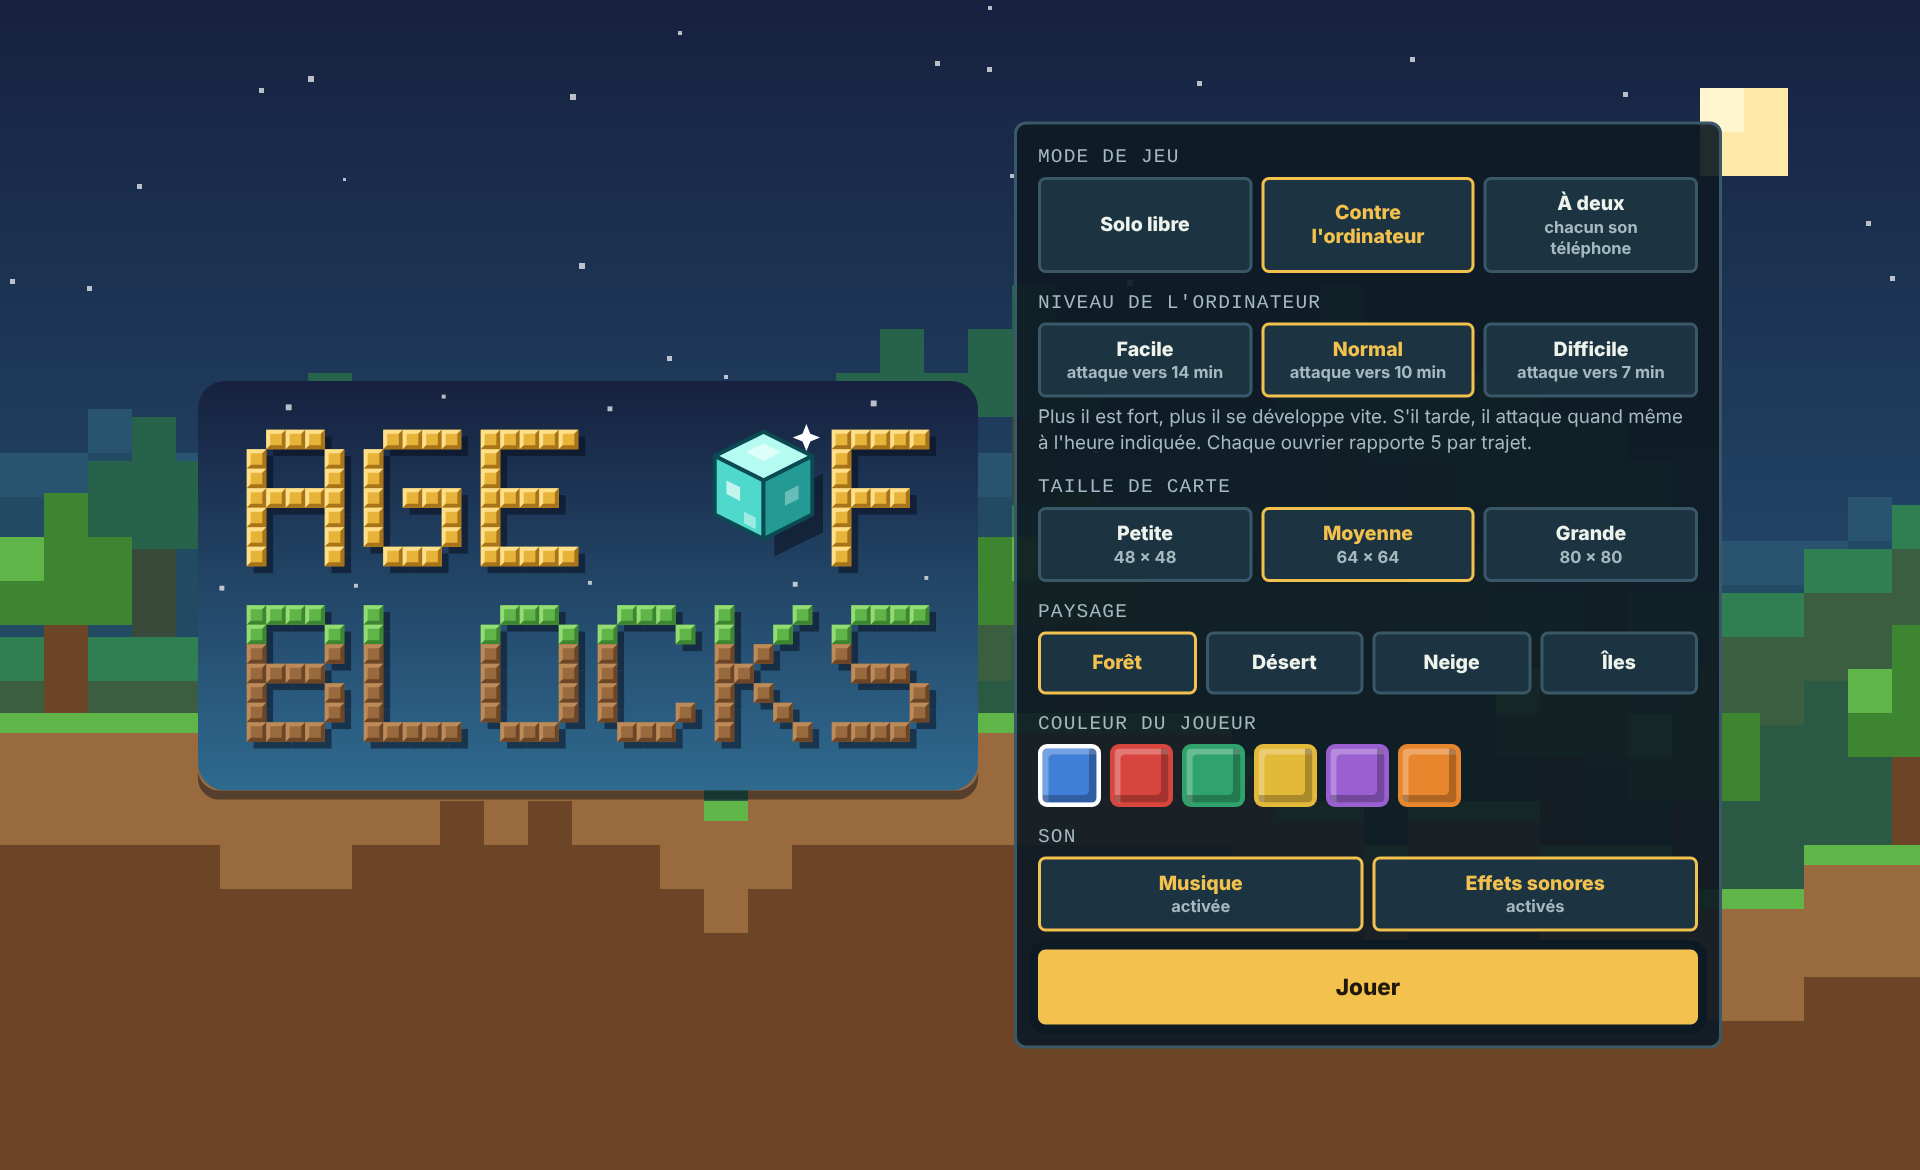 AGE OF
BLOCKS
MODE DE JEU
Solo libre
Contre
l'ordinateur
À deux
chacun son
téléphone
NIVEAU DE L'ORDINATEUR
Facile
attaque vers 14 min
Normal
attaque vers 10 min
Difficile
attaque vers 7 min
Plus il est fort, plus il se développe vite. S'il tarde, il attaque quand même
à l'heure indiquée. Chaque ouvrier rapporte 5 par trajet.
TAILLE DE CARTE
Petite
48 × 48
Moyenne
64 × 64
Grande
80 × 80
PAYSAGE
Forêt
Désert
Neige
Îles
COULEUR DU JOUEUR
SON
Musique
activée
Effets sonores
activés
Jouer